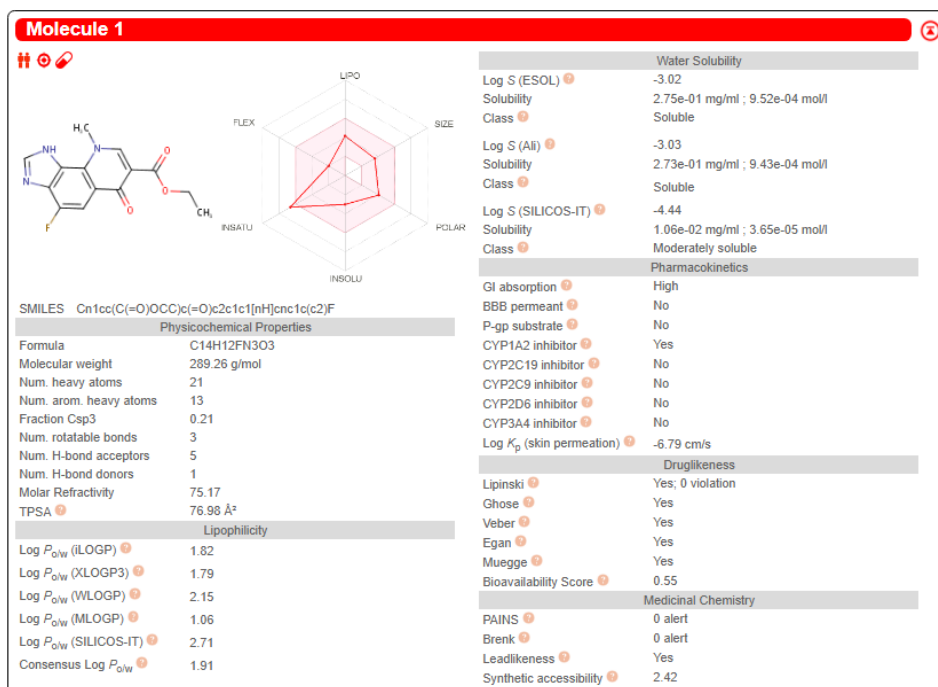 Molecule 1
LIPO
FLEX
SIZE
INSATU
POLAR
INSOLU
H₃C
NH
N
N
O
O
O
CH₃
F
SMILES Cn1cc(C(=O)OCC)c(=O)c2c1c1[nH]cnc1c(c2)F
Physicochemical Properties
Formula C14H12FN3O3
Molecular weight 289.26 g/mol
Num. heavy atoms 21
Num. arom. heavy atoms 13
Fraction Csp3 0.21
Num. rotatable bonds 3
Num. H-bond acceptors 5
Num. H-bond donors 1
Molar Refractivity 75.17
TPSA ? 76.98 Å²
Lipophilicity
Log Po/w (iLOGP) ? 1.82
Log Po/w (XLOGP3) ? 1.79
Log Po/w (WLOGP) ? 2.15
Log Po/w (MLOGP) ? 1.06
Log Po/w (SILICOS-IT) ? 2.71
Consensus Log Po/w ? 1.91
Water Solubility
Log S (ESOL) ? -3.02
Solubility 2.75e-01 mg/ml ; 9.52e-04 mol/l
Class ? Soluble
Log S (Ali) ? -3.03
Solubility 2.73e-01 mg/ml ; 9.43e-04 mol/l
Class ? Soluble
Log S (SILICOS-IT) ? -4.44
Solubility 1.06e-02 mg/ml ; 3.65e-05 mol/l
Class ? Moderately soluble
Pharmacokinetics
GI absorption ? High
BBB permeant ? No
P-gp substrate ? No
CYP1A2 inhibitor ? Yes
CYP2C19 inhibitor ? No
CYP2C9 inhibitor ? No
CYP2D6 inhibitor ? No
CYP3A4 inhibitor ? No
Log Kp (skin permeation) ? -6.79 cm/s
Druglikeness
Lipinski ? Yes; 0 violation
Ghose ? Yes
Veber ? Yes
Egan ? Yes
Muegge ? Yes
Bioavailability Score ? 0.55
Medicinal Chemistry
PAINS ? 0 alert
Brenk ? 0 alert
Leadlikeness ? Yes
Synthetic accessibility ? 2.42